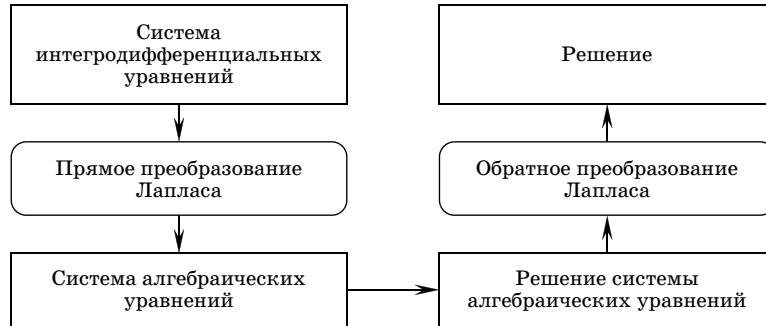 Система
интегродифференциальных
уравнений
Прямое преобразование
Лапласа
Система алгебраических
уравнений
Решение системы
алгебраических уравнений
Обратное преобразование
Лапласа
Решение